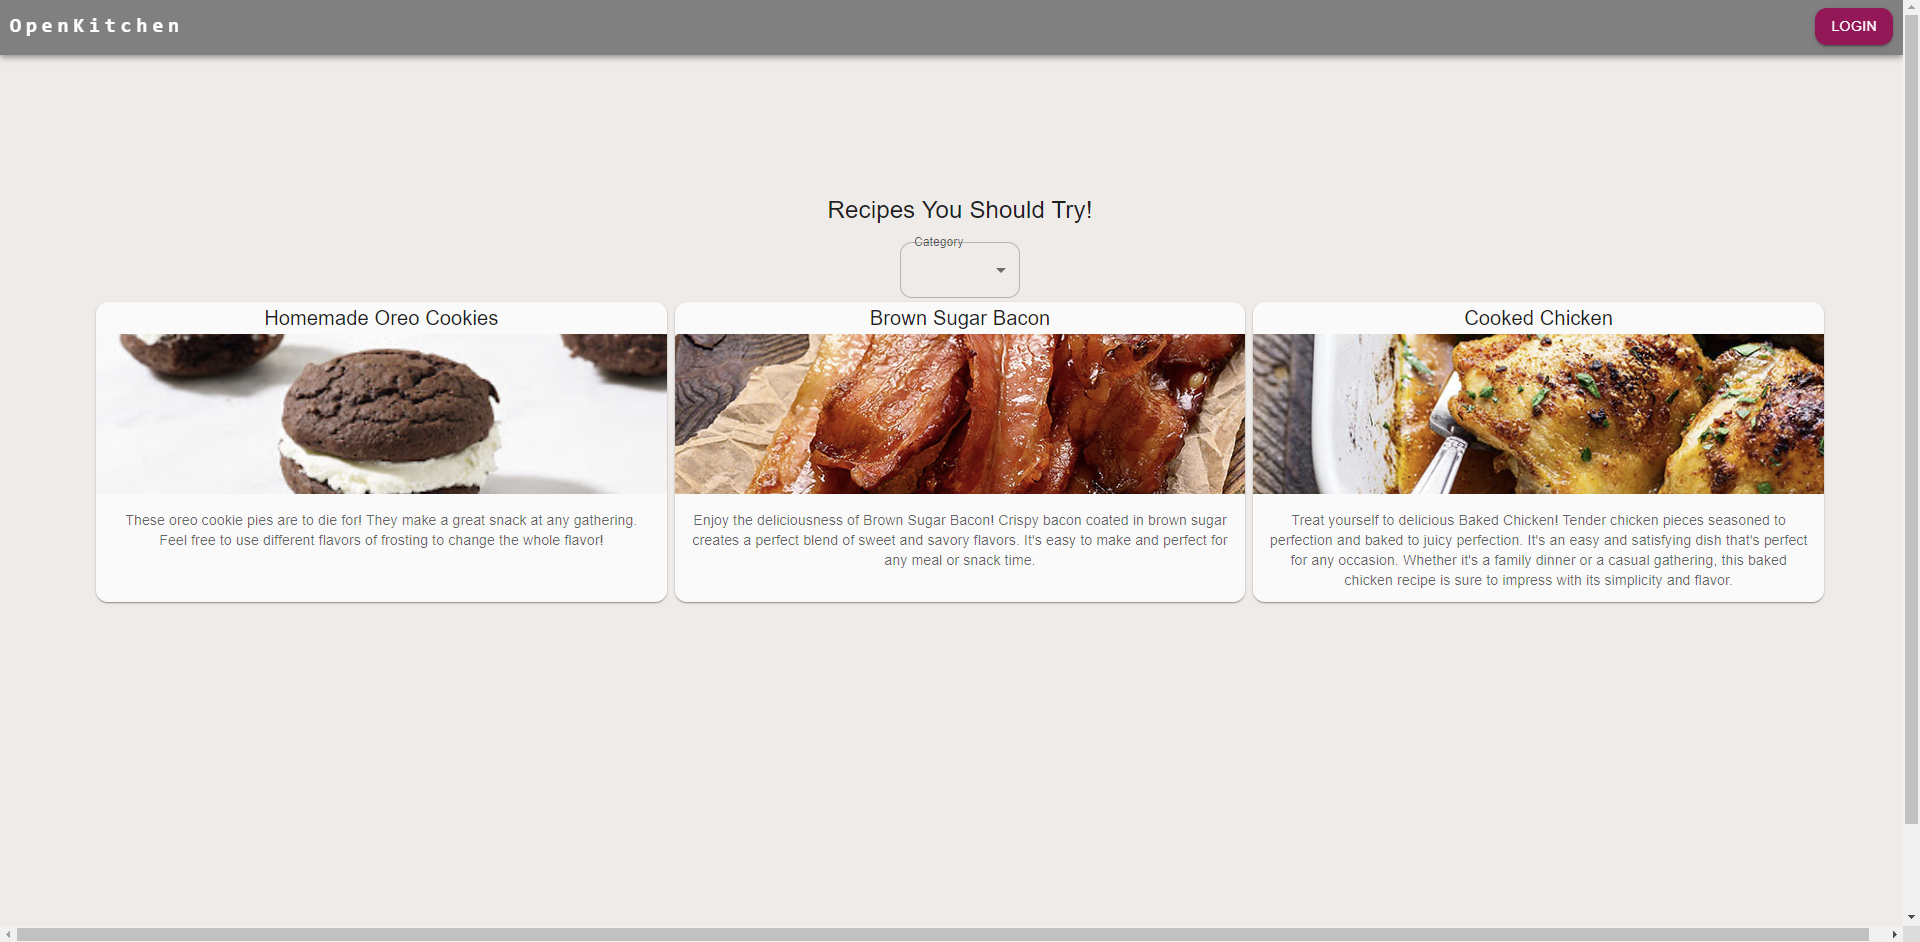 OpenKitchen
LOGIN
Recipes You Should Try!
Category
Homemade Oreo Cookies
These oreo cookie pies are to die for! They make a great snack at any gathering.
Feel free to use different flavors of frosting to change the whole flavor!
Brown Sugar Bacon
Enjoy the deliciousness of Brown Sugar Bacon! Crispy bacon coated in brown sugar
creates a perfect blend of sweet and savory flavors. It's easy to make and perfect for
any meal or snack time.
Cooked Chicken
Treat yourself to delicious Baked Chicken! Tender chicken pieces seasoned to
perfection and baked to juicy perfection. It's an easy and satisfying dish that's perfect
for any occasion. Whether it's a family dinner or a casual gathering, this baked
chicken recipe is sure to impress with its simplicity and flavor.